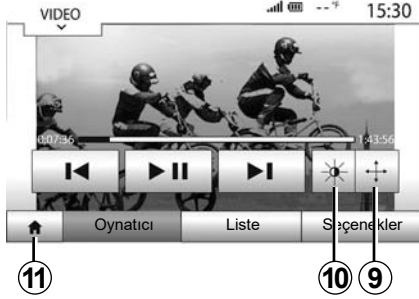 VIDEO
--°F 15:30
0:07:36 1:43:56
Oynatıcı Liste Seçenekler
11 10 9